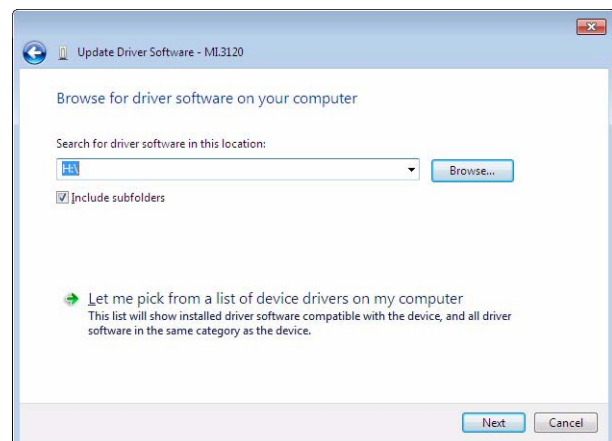 Update Driver Software - MI.3120
Browse for driver software on your computer
Search for driver software in this location:
H:\
Browse...
Include subfolders
Let me pick from a list of device drivers on my computer
This list will show installed driver software compatible with the device, and all driver
software in the same category as the device.
Next
Cancel